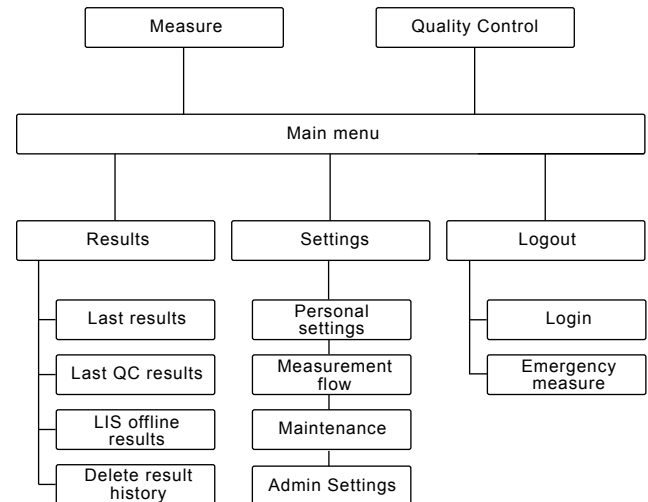 Measure
Quality Control
Main menu
Results
Settings
Logout
Last results
Personal
settings
Login
Last QC results
Measurement
flow
Emergency
measure
LIS offline
results
Maintenance
Delete result
history
Admin Settings